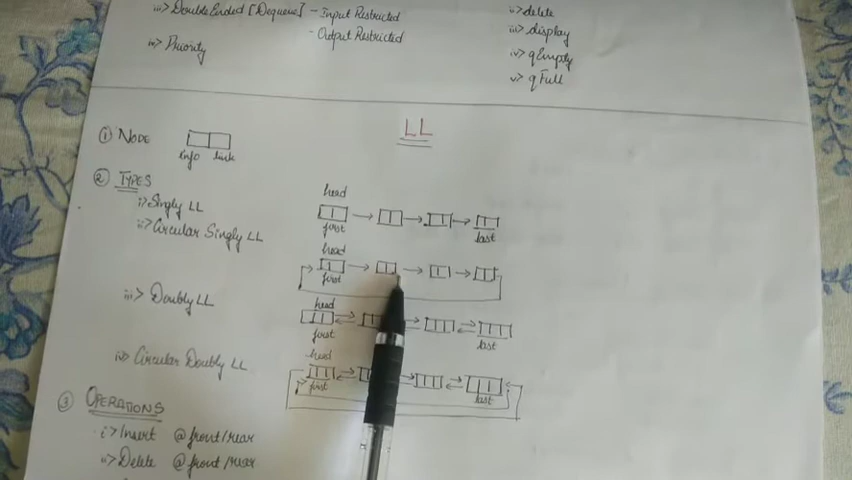 ii> Double Ended [Dequeue] - Input Restricted
- Output Restricted
iii> Priority
ii> delete
iii> display
iv> qEmpty
v> qFull
LL
① NODE
info link
② TYPES
i> Singly LL
ii> Circular Singly LL
iii> Doubly LL
iv> Circular Doubly LL
head
first
last
head
first
head
first
last
head
first
last
③ OPERATIONS
i> Insert @ front/rear
ii> Delete @ front/rear